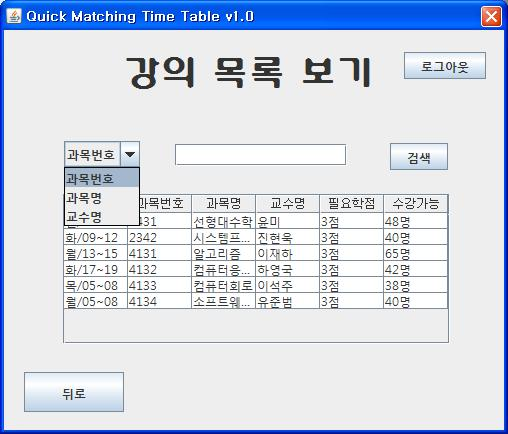 Quick Matching Time Table v1.0
강의 목록 보기
로그아웃
과목번호
검색
과목번호
과목명
교수명
과목번호 과목명 교수명 필요학점 수강가능
4431 선형대수학 윤미 3점 48명
화/09~12 2342 시스템프... 진현욱 3점 40명
월/13~15 4131 알고리즘 이재하 3점 65명
화/17~19 4132 컴퓨터응... 하영국 3점 42명
목/05~08 4133 컴퓨터회로 이석주 3점 38명
월/05~08 4134 소프트웨... 유준범 3점 40명
뒤로